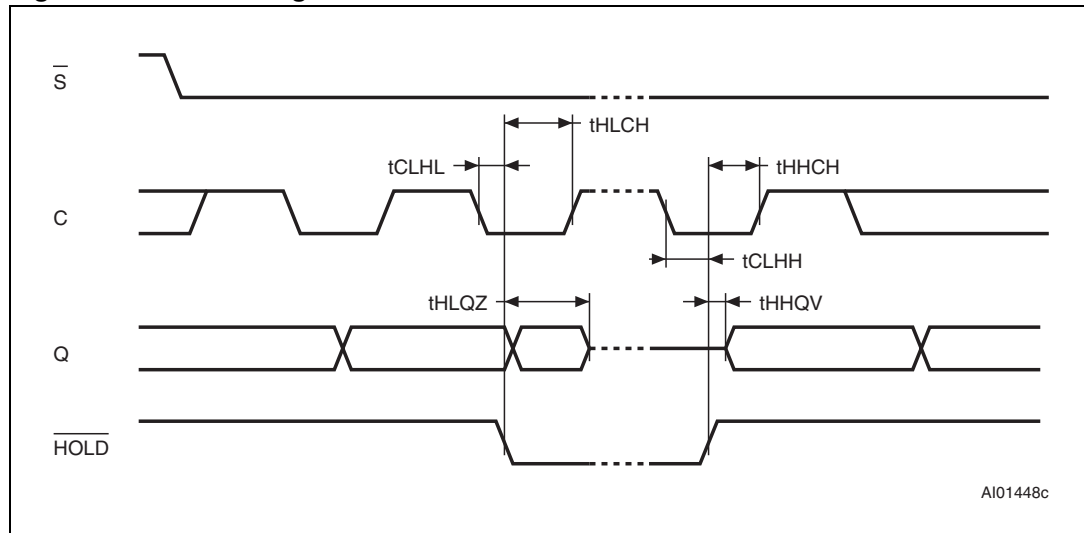 S
tHLCH
tCLHL
tHHCH
C
tCLHH
tHLQZ
tHHQV
Q
HOLD
AI01448c